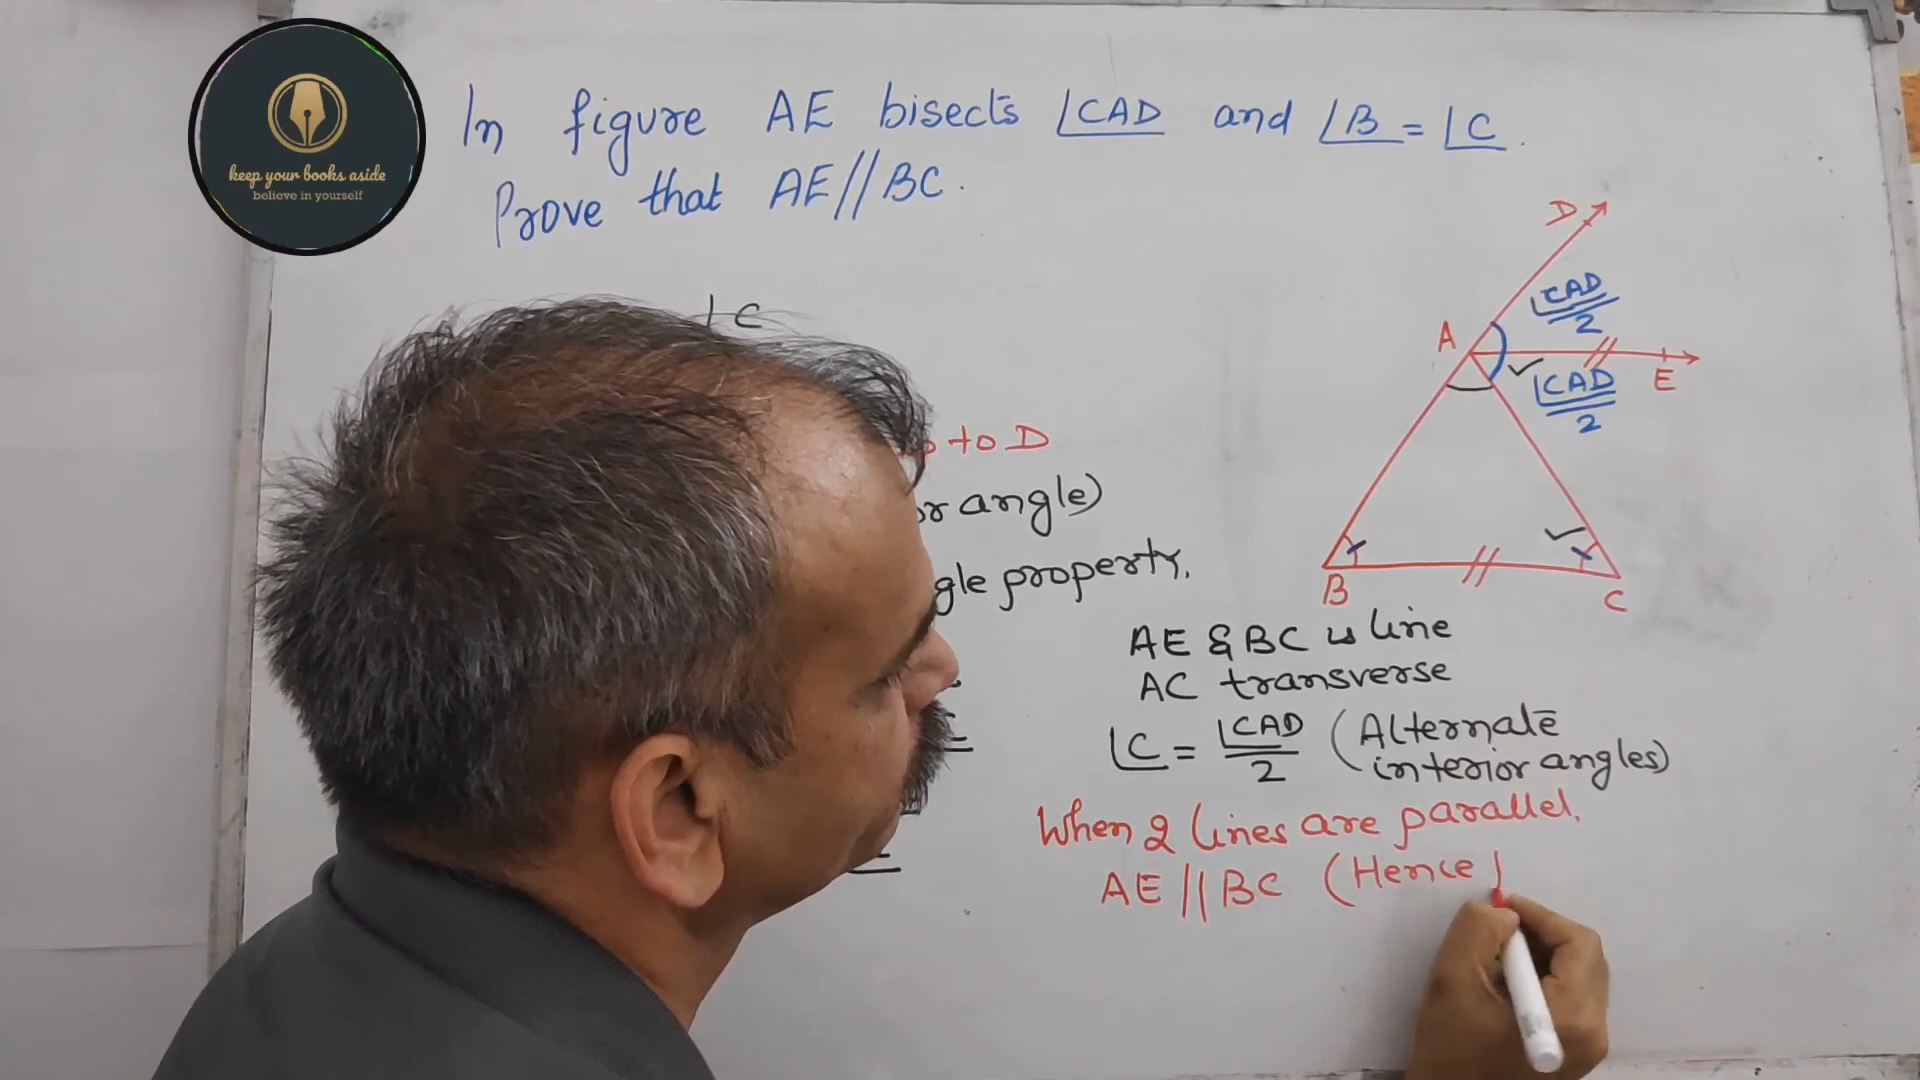 keep your books aside
believe in yourself
In figure AE bisects ∠CAD and ∠B = ∠C.
Prove that AE//BC.
∠C
to D
angle)
gle property.
D
∠CAD
2
A
∠CAD
2
E
B
C
AE & BC is line
AC transverse
∠C = ∠CAD/2 (Alternate
interior angles)
When 2 lines are parallel.
AE || BC (Hence